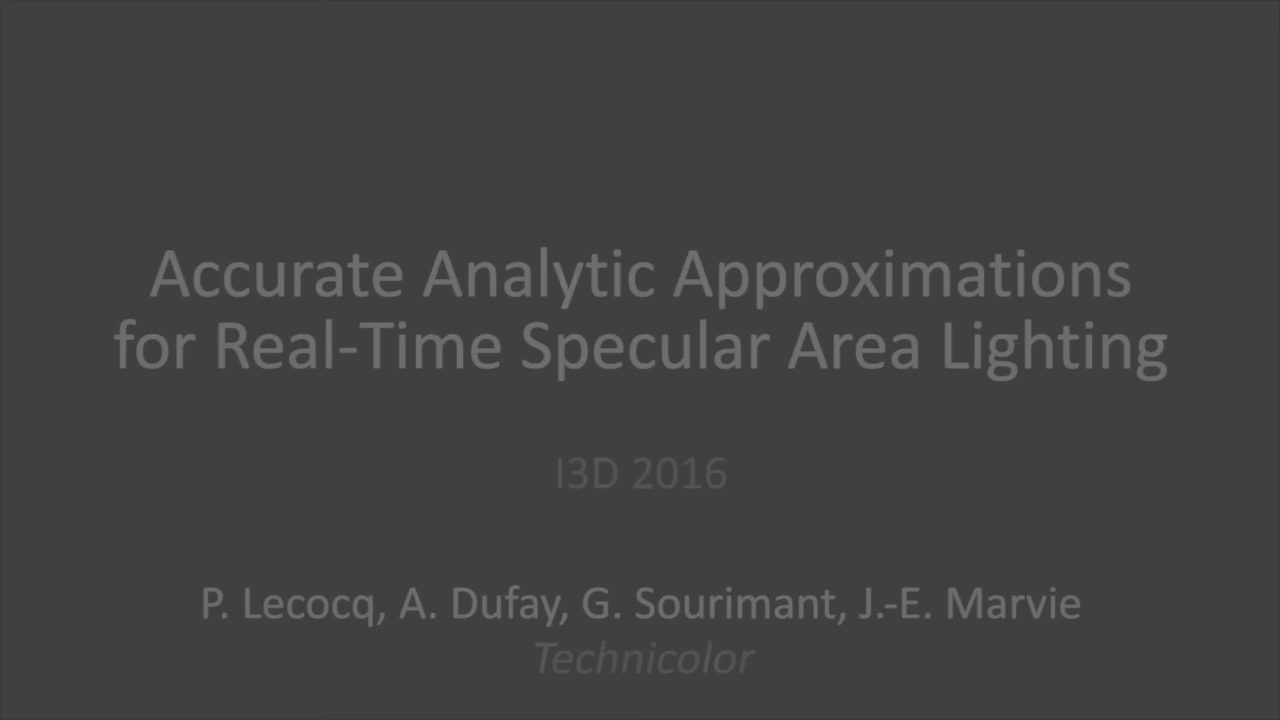 Accurate Analytic Approximations
for Real-Time Specular Area Lighting
I3D 2016
P. Lecocq, A. Dufay, G. Sourimant, J.-E. Marvie
Technicolor